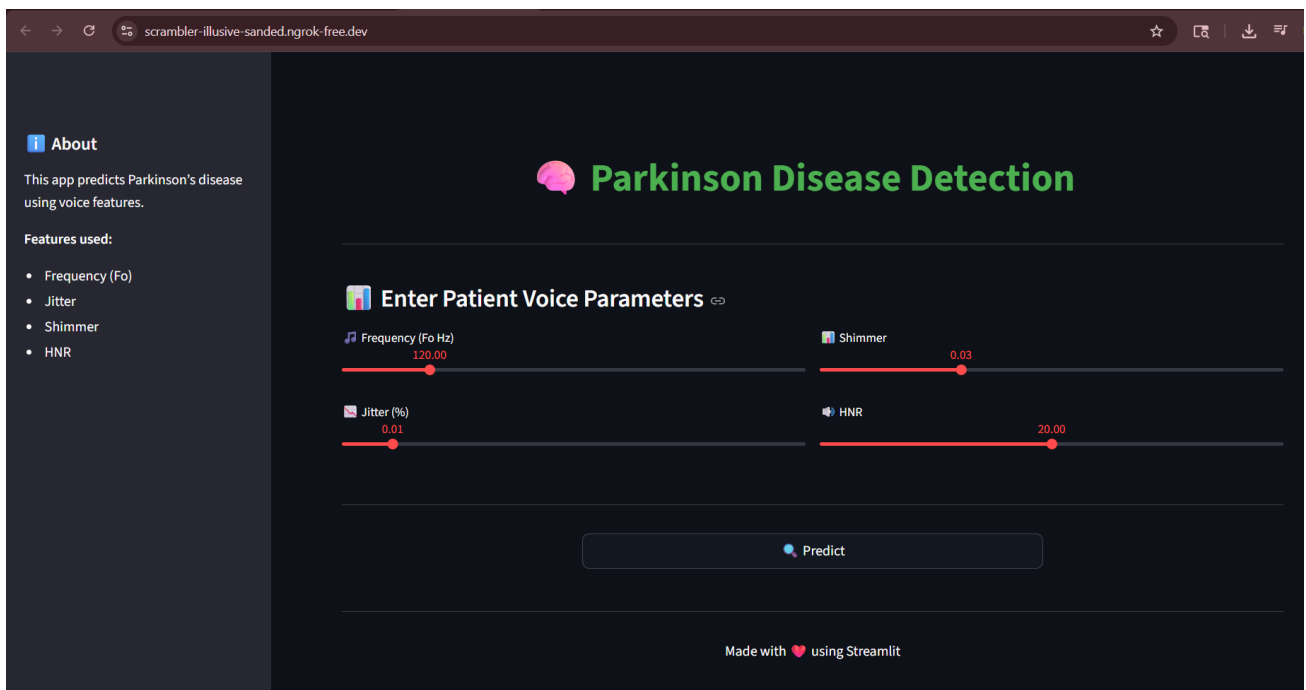 scrambler-illusive-sanded.ngrok-free.dev
About
This app predicts Parkinson’s disease
using voice features.
Features used:
Frequency (Fo)
Jitter
Shimmer
HNR
Parkinson Disease Detection
Enter Patient Voice Parameters
Frequency (Fo Hz)
120.00
Shimmer
0.03
Jitter (%)
0.01
HNR
20.00
Predict
Made with ❤️ using Streamlit